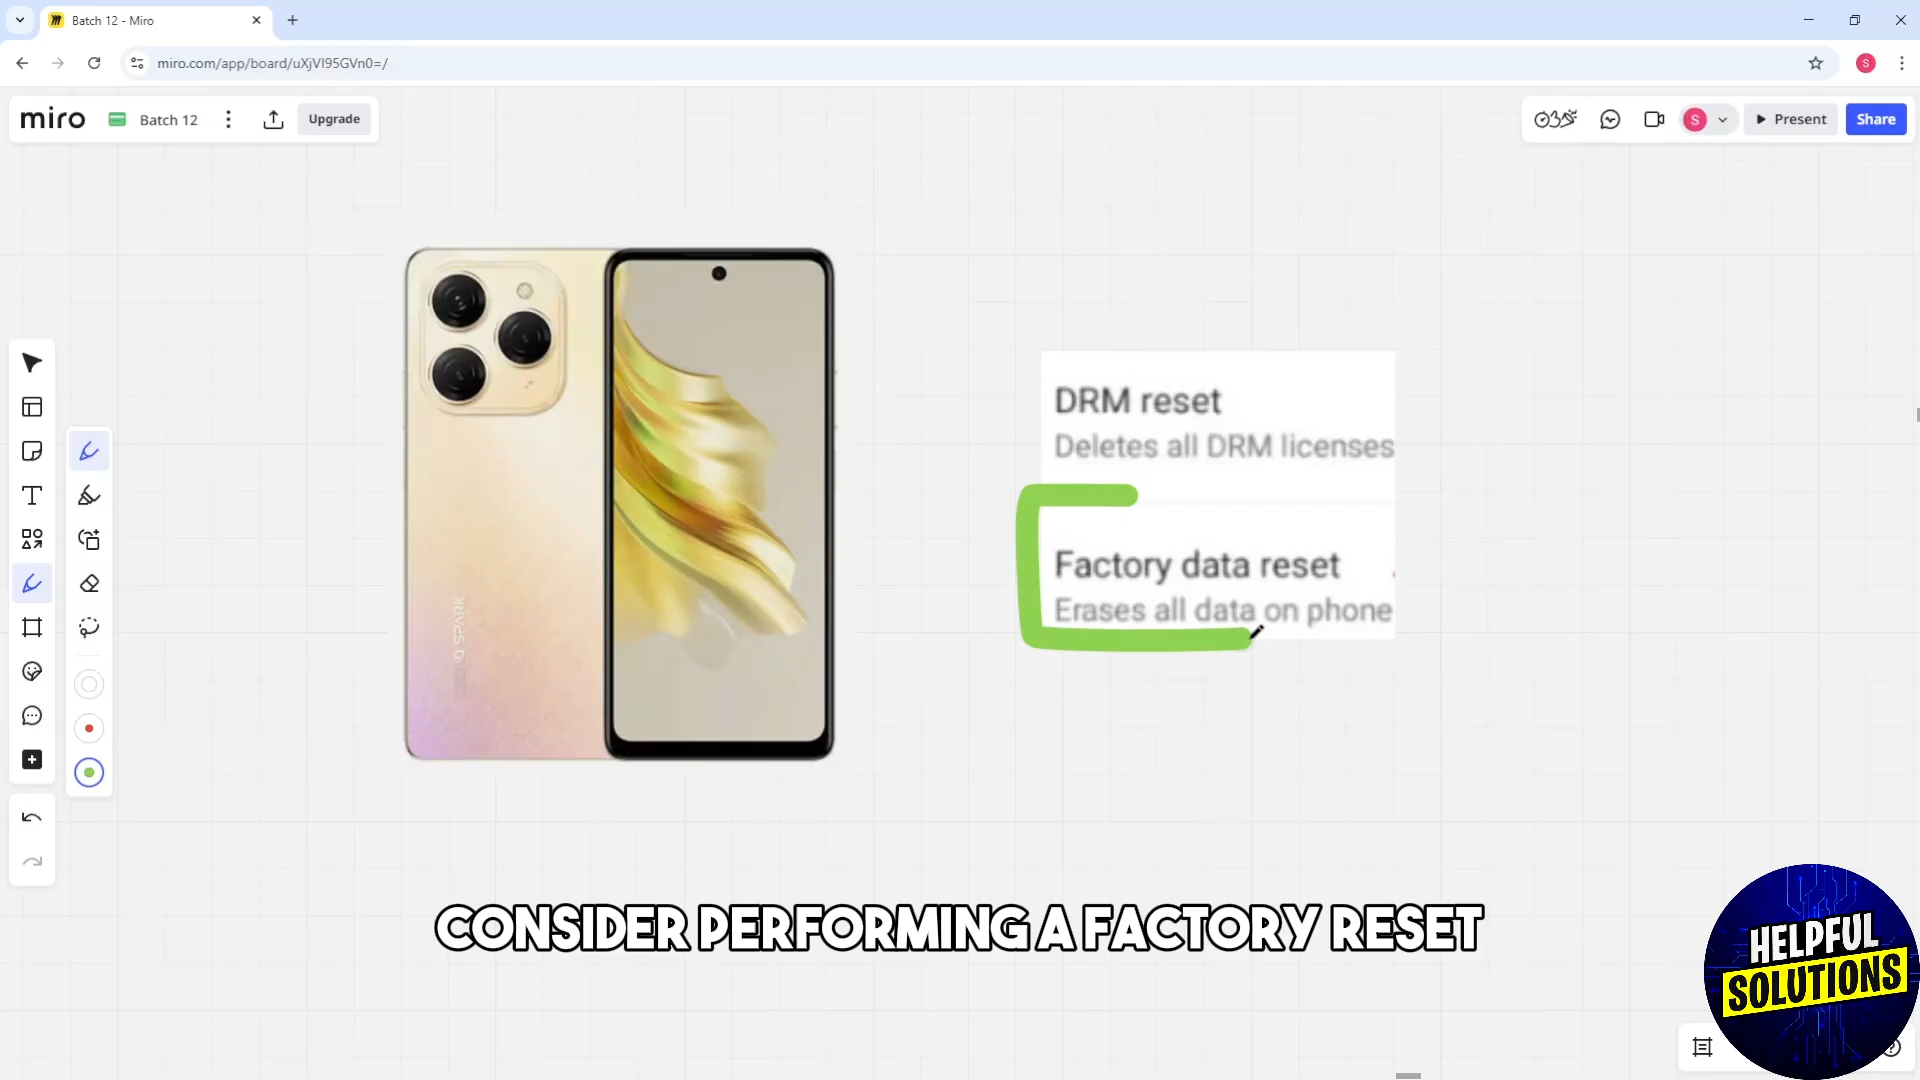 Batch 12 - Miro
miro.com/app/board/uXjVI95GVn0=/
S
miro
Batch 12
Upgrade
S
Present
Share
DRM reset
Deletes all DRM licenses
Factory data reset
Erases all data on phone
SPARK
CONSIDER PERFORMING A FACTORY RESET
HELPFUL
SOLUTIONS